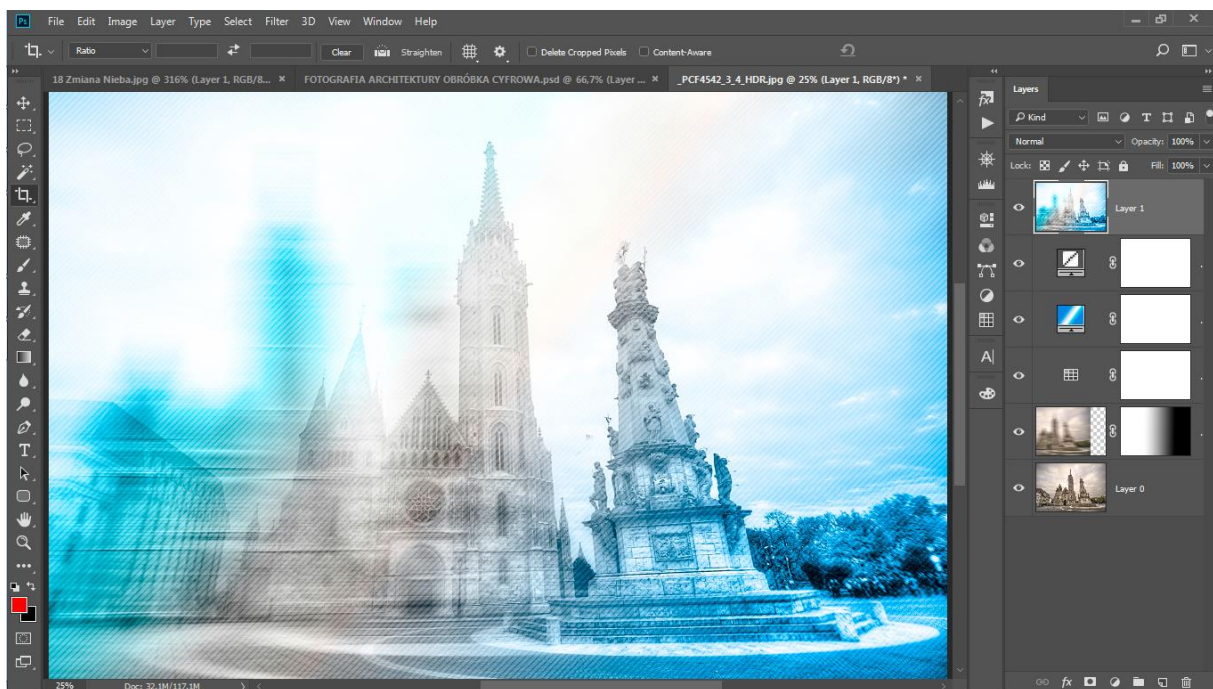 Ps File Edit Image Layer Type Select Filter 3D View Window Help
Ratio Clear Straighten Delete Cropped Pixels Content-Aware
18 Zmiana Nieba.jpg @ 316% (Layer 1, RGB/8... × FOTOGRAFIA ARCHITEKTURY OBRÓBKA CYFROWA.psd @ 66,7% (Layer ... × _PCF4542_3_4_HDR.jpg @ 25% (Layer 1, RGB/8*) * ×
Layers
Kind
Normal Opacity: 100%
Lock: Fill: 100%
Layer 1
Layer 0
25% Doc: 32,1M/117,1M